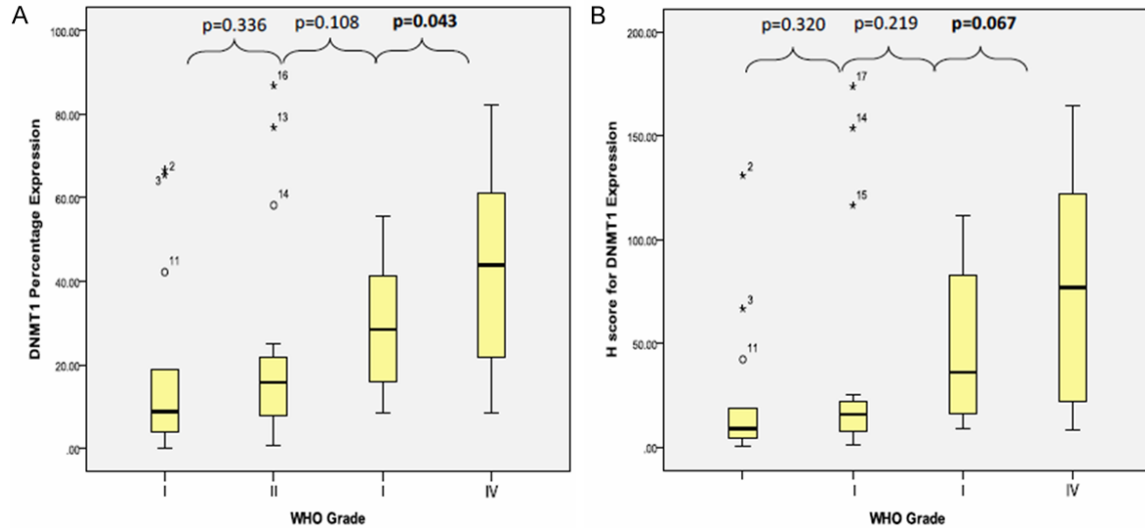 A
p=0.336
p=0.108
p=0.043
100.00
80.00
60.00
40.00
20.00
.00
DNMT1 Percentage Expression
16
13
14
2
3
11
I
II
I
IV
WHO Grade
B
p=0.320
p=0.219
p=0.067
200.00
150.00
100.00
50.00
.00
H score for DNMT1 Expression
17
14
15
2
3
11
I
I
I
IV
WHO Grade